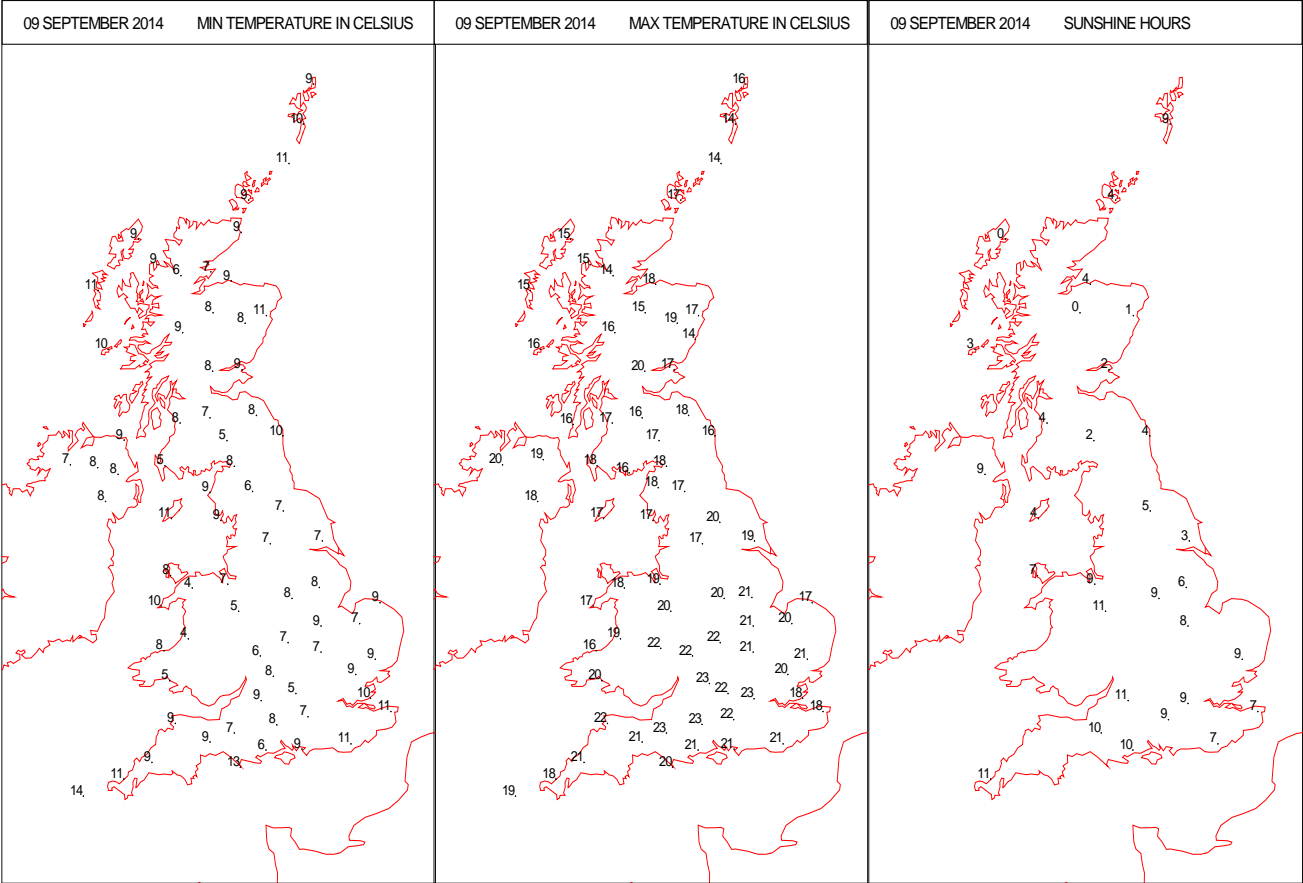 09 SEPTEMBER 2014 MIN TEMPERATURE IN CELSIUS
9
10
11
9
9
9
9
6 7
9
11
8 11
8
9
10
8 9
7 8
8
9 5 10
7 8 8 5 8
8 9 6
11 9 7
7 7
8 4 7 8 8
10 5 9
9 7
4 7
8 6 7 9
5 8 9
9 5 10
11
9 7 8 7
9 6 9 11
9 13
11
14
09 SEPTEMBER 2014 MAX TEMPERATURE IN CELSIUS
16
14
14
17
15
15 14
18
15
15 17
19
16 14
16
20 17
16 17 16 18
17 16
20 19 18 16 18
18 18 17
17 17 20
17 19
18 19 20 21
17 20 17
21 20
19 22
16 22 22 21 21
20 23 20
22 23 18
18
22 23 23 22
21 21 21 21
21 20
18
19
09 SEPTEMBER 2014 SUNSHINE HOURS
9
4
0
4
0 1
3
2
4
2 4
9
4 5
3
7 9 6
11 9
8
9
11 9
7
10 9
10 7
11